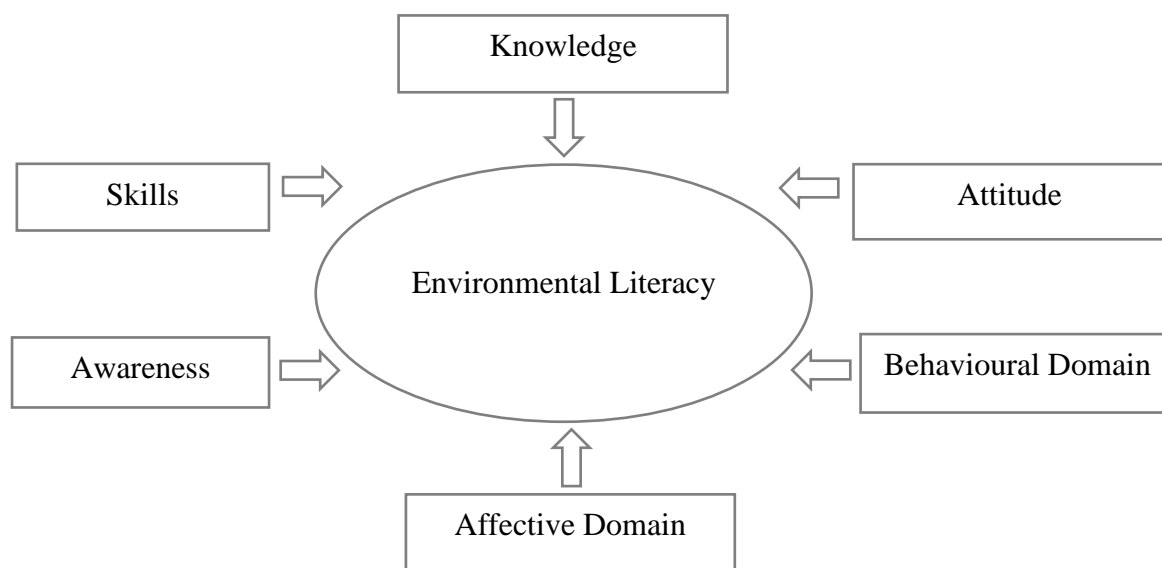 Knowledge
Skills
Attitude
Environmental Literacy
Awareness
Behavioural Domain
Affective Domain